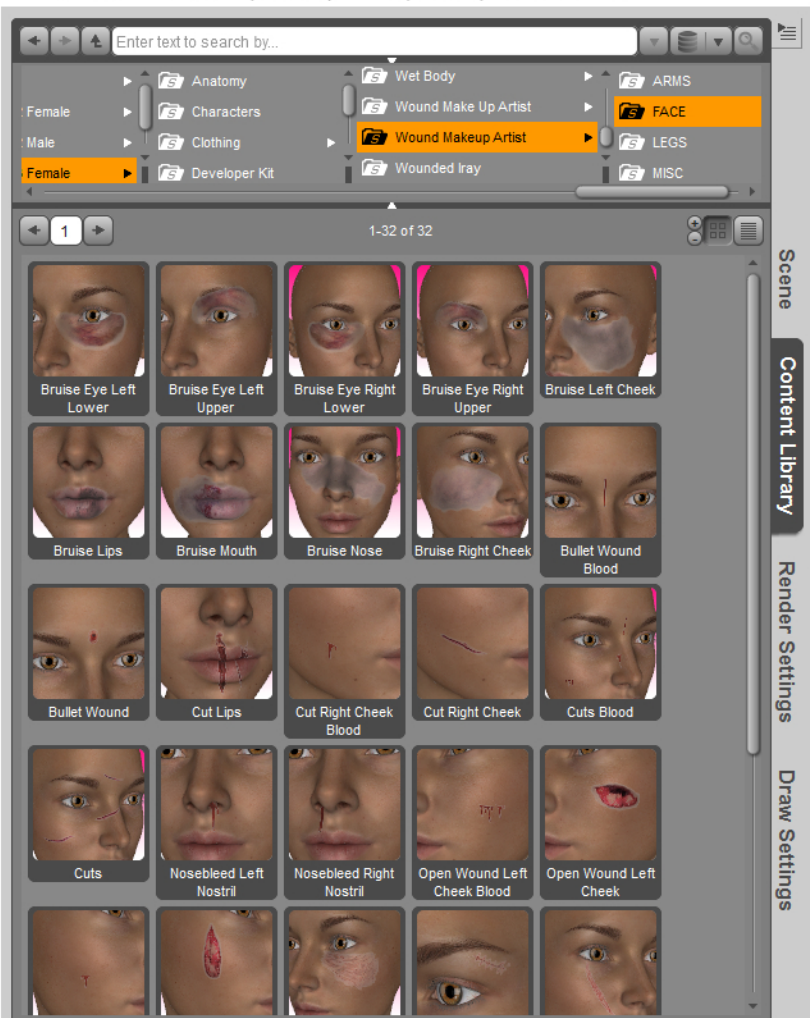 Enter text to search by...
Anatomy
Wet Body
ARMS
Female
Characters
Wound Make Up Artist
FACE
Male
Clothing
Wound Makeup Artist
LEGS
Female
Developer Kit
Wounded Iray
MISC
1
1-32 of 32
Bruise Eye Left
Lower
Bruise Eye Left
Upper
Bruise Eye Right
Lower
Bruise Eye Right
Upper
Bruise Left Cheek
Bruise Lips
Bruise Mouth
Bruise Nose
Bruise Right Cheek
Bullet Wound
Blood
Bullet Wound
Cut Lips
Cut Right Cheek
Blood
Cut Right Cheek
Cuts Blood
Cuts
Nosebleed Left
Nostril
Nosebleed Right
Nostril
Open Wound Left
Cheek Blood
Open Wound Left
Cheek
Scene
Content Library
Render Settings
Draw Settings